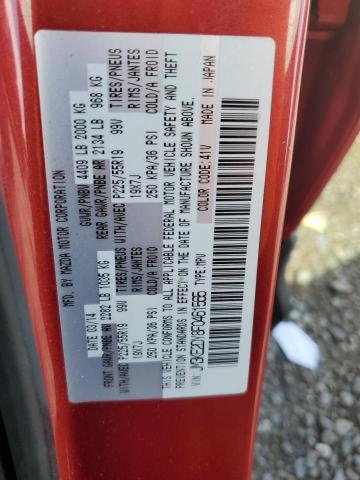 MFD. BY MAZDA MOTOR CORPORATION
DATE 03/14 GVWR/PNBV 4409 LB 2000 KG
FRONT GAWR/PNBE AV 2282 LB 1035 KG REAR GAWR/PNBE AR 2134 LB 968 KG
WITH/AVEC P225/55R19 99V TIRES/PNEUS WITH/AVEC P225/55R19 99V TIRES/PNEUS
19X7J RIMS/JANTES 19X7J RIMS/JANTES
250 KPA/36 PSI COLD/A FROID 250 KPA/36 PSI COLD/A FROID
THIS VEHICLE CONFORMS TO ALL APPLICABLE FEDERAL MOTOR VEHICLE SAFETY AND THEFT
PREVENTION STANDARDS IN EFFECT ON THE DATE OF MANUFACTURE SHOWN ABOVE.
VIN: TYPE: MPV COLOR CODE: 41V MADE IN JAPAN